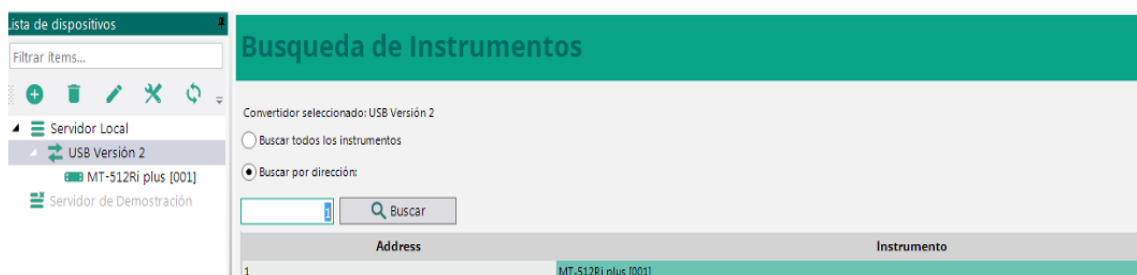 Lista de dispositivos
Filtrar ítems...
Servidor Local
USB Versión 2
MT-512Ri plus [001]
Servidor de Demostración
Busqueda de Instrumentos
Convertidor seleccionado: USB Versión 2
Buscar todos los instrumentos
Buscar por dirección:
1
Buscar
Address Instrumento
1 MT-512Ri plus [001]